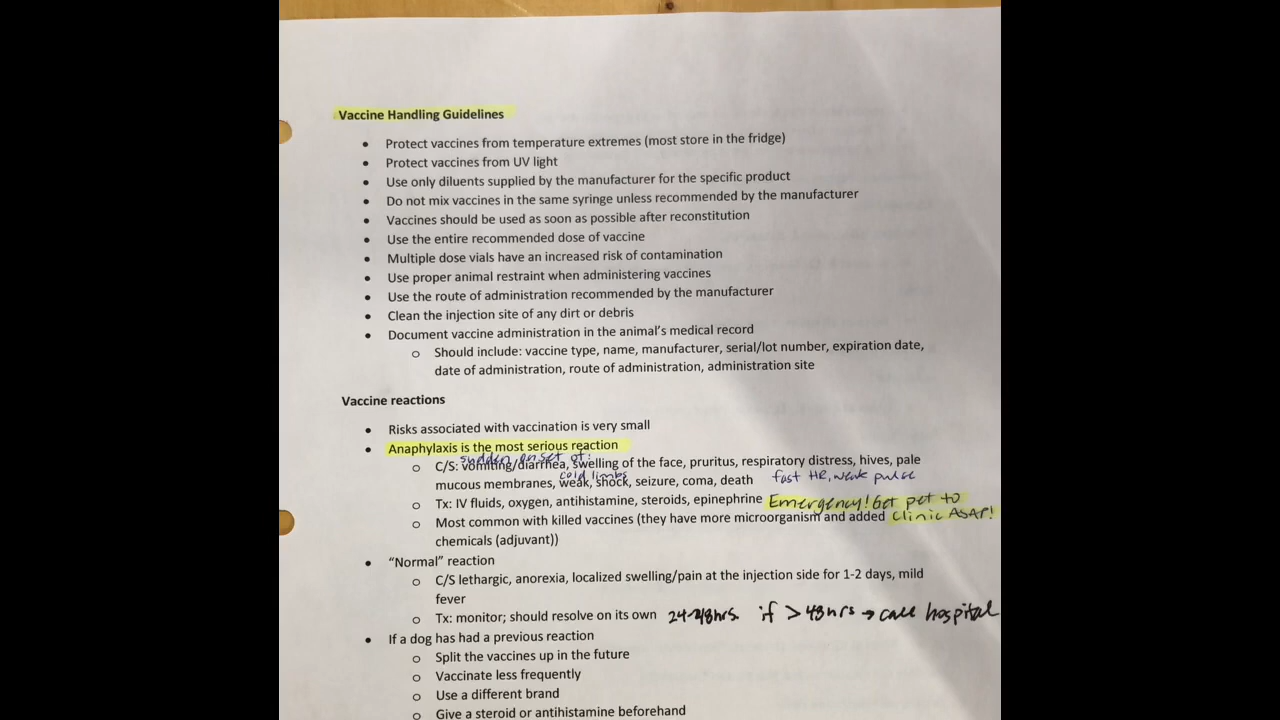 Vaccine Handling Guidelines
• Protect vaccines from temperature extremes (most store in the fridge)
• Protect vaccines from UV light
• Use only diluents supplied by the manufacturer for the specific product
• Do not mix vaccines in the same syringe unless recommended by the manufacturer
• Vaccines should be used as soon as possible after reconstitution
• Use the entire recommended dose of vaccine
• Multiple dose vials have an increased risk of contamination
• Use proper animal restraint when administering vaccines
• Use the route of administration recommended by the manufacturer
• Clean the injection site of any dirt or debris
• Document vaccine administration in the animal's medical record
o Should include: vaccine type, name, manufacturer, serial/lot number, expiration date,
date of administration, route of administration, administration site
Vaccine reactions
• Risks associated with vaccination is very small
• Anaphylaxis is the most serious reaction
sudden onset of:
o C/S: vomiting/diarrhea, swelling of the face, pruritus, respiratory distress, hives, pale
cold limbs
mucous membranes, weak, shock, seizure, coma, death fast HR, weak pulse
o Tx: IV fluids, oxygen, antihistamine, steroids, epinephrine Emergency! Get pet to
o Most common with killed vaccines (they have more microorganism and added clinic ASAP!
chemicals (adjuvant))
• "Normal" reaction
o C/S lethargic, anorexia, localized swelling/pain at the injection side for 1-2 days, mild
fever
o Tx: monitor; should resolve on its own 24-48hrs. if > 48hrs → call hospital
• If a dog has had a previous reaction
o Split the vaccines up in the future
o Vaccinate less frequently
o Use a different brand
o Give a steroid or antihistamine beforehand